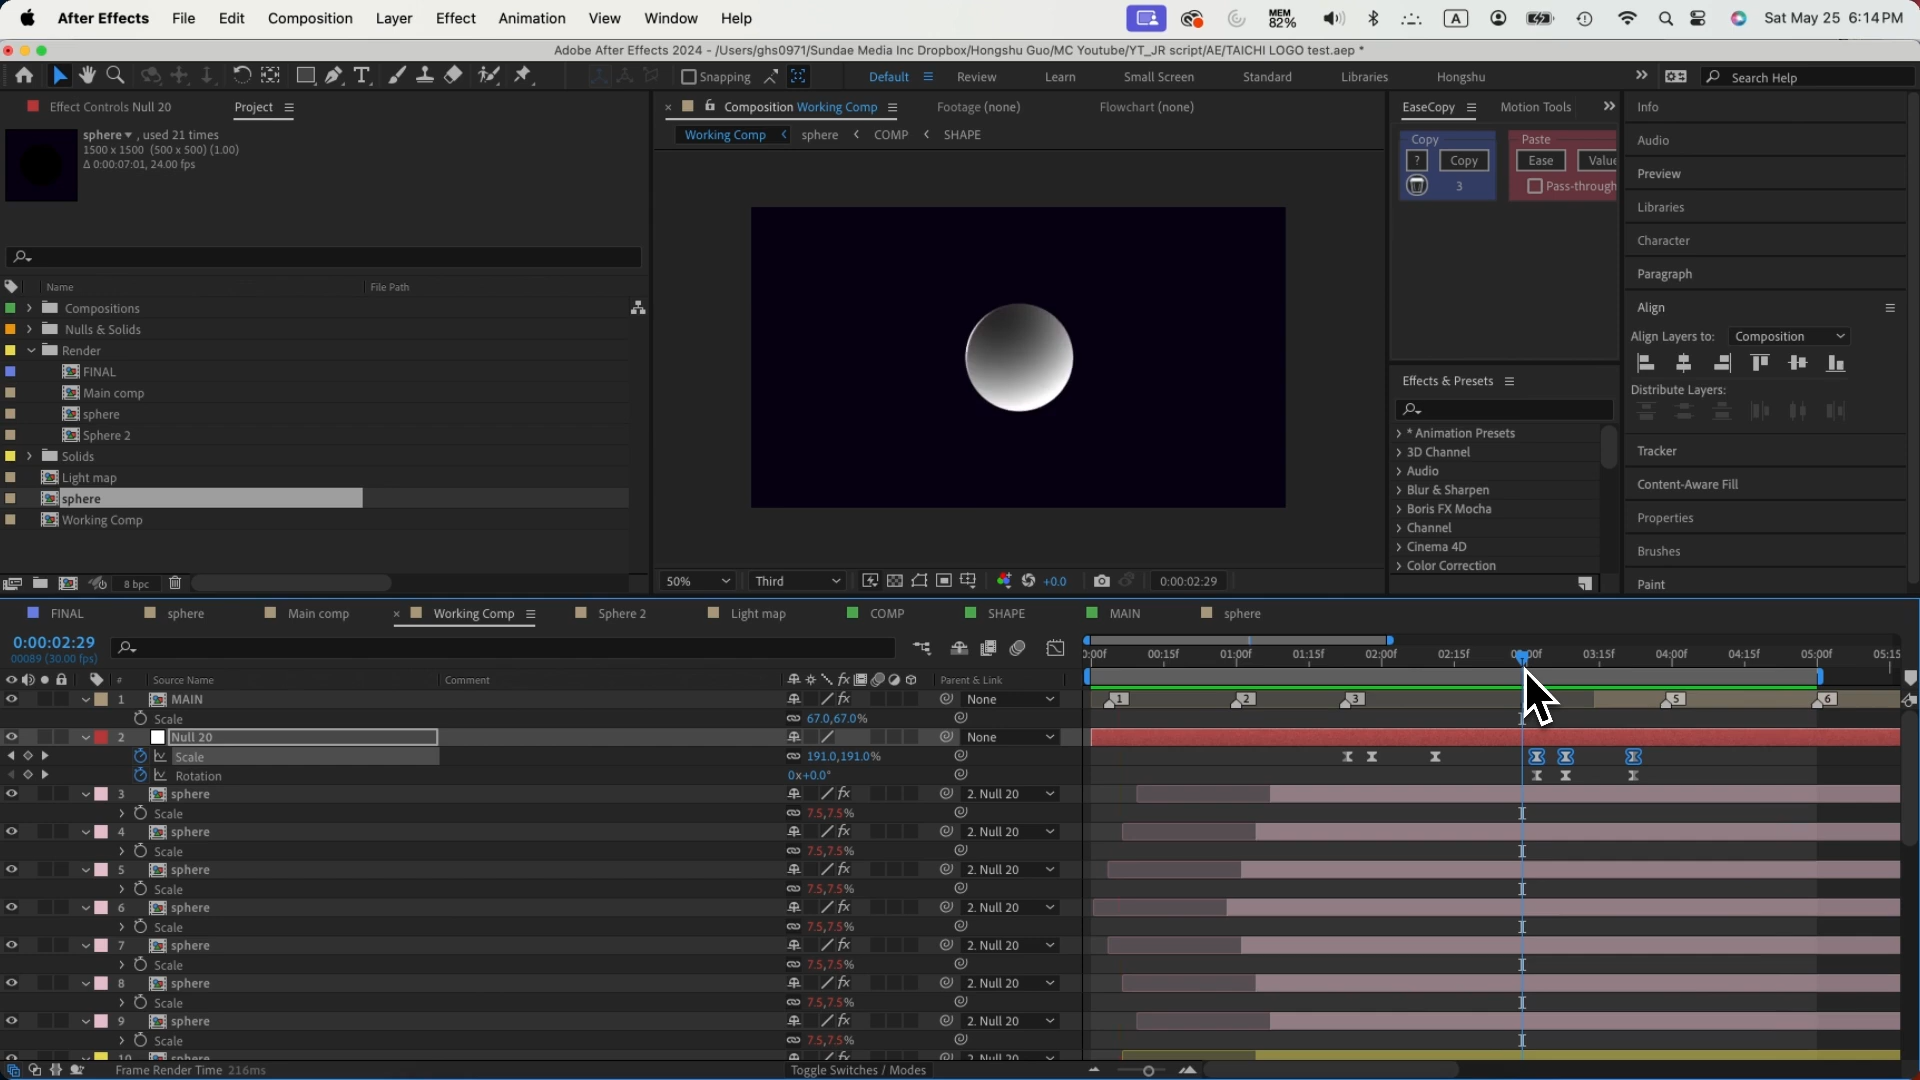 After Effects File Edit Composition Layer Effect Animation View Window Help MEM 82% A Sat May 25 6:14 PM
Adobe After Effects 2024 - /Users/ghs0971/Sundae Media Inc Dropbox/Hongshu Guo/MC Youtube/YT_JR script/AE/TAICHI LOGO test.aep *
Snapping Default Review Learn Small Screen Standard Libraries Hongshu Search Help
Effect Controls Null 20 Project
Composition Working Comp Footage (none) Flowchart (none)
Working Comp sphere COMP SHAPE
sphere , used 21 times
1500 x 1500 (500 x 500) (1.00)
Δ 0:00:07:01, 24.00 fps
Name File Path
Compositions
Nulls & Solids
Render
FINAL
Main comp
sphere
Sphere 2
Solids
Light map
sphere
Working Comp
8 bpc
50% Third +0.0 0:00:02:29
EaseCopy Motion Tools
Copy Paste
? Copy Ease Value
3 Pass-through
Effects & Presets
* Animation Presets
3D Channel
Audio
Blur & Sharpen
Boris FX Mocha
Channel
Cinema 4D
Color Correction
Info
Audio
Preview
Libraries
Character
Paragraph
Align
Align Layers to: Composition
Distribute Layers:
Tracker
Content-Aware Fill
Properties
Brushes
Paint
FINAL sphere Main comp Working Comp Sphere 2 Light map COMP SHAPE MAIN sphere
0:00:02:29
00089 (30.00 fps)
00f 00:15f 01:00f 01:15f 02:00f 02:15f 03:15f 04:00f 04:15f 05:00f 05:15
# Source Name Comment fx Parent & Link
1 MAIN fx None 1 2 3 5 6
Scale 67.0,67.0%
2 Null 20 None
Scale 191.0,191.0%
Rotation 0x+0.0°
3 sphere fx 2. Null 20
Scale 7.5,7.5%
4 sphere fx 2. Null 20
Scale 7.5,7.5%
5 sphere fx 2. Null 20
Scale 7.5,7.5%
6 sphere fx 2. Null 20
Scale 7.5,7.5%
7 sphere fx 2. Null 20
Scale 7.5,7.5%
8 sphere fx 2. Null 20
Scale 7.5,7.5%
9 sphere fx 2. Null 20
Scale 7.5,7.5%
10 sphere fx 2. Null 20
Frame Render Time 216ms Toggle Switches / Modes